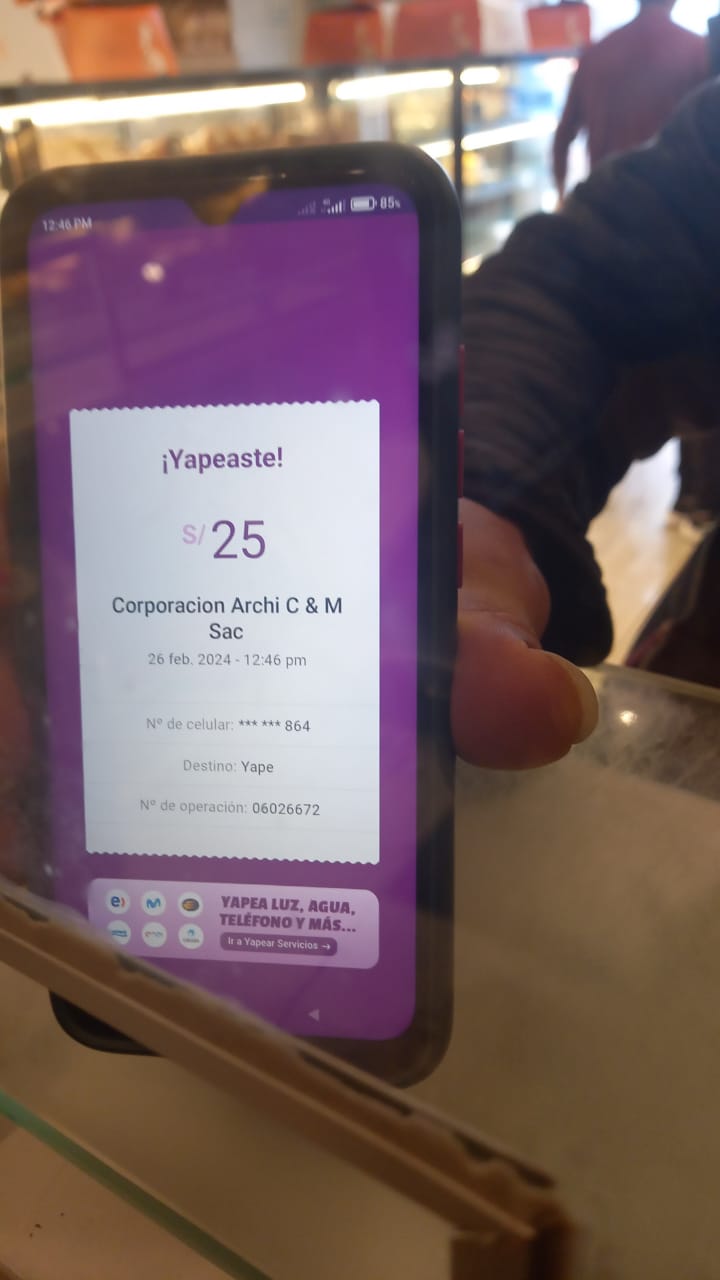 12:46 PM
85%
¡Yapeaste!
S/ 25
Corporacion Archi C & M
Sac
26 feb. 2024 - 12:46 pm
Nº de celular: *** *** 864
Destino: Yape
Nº de operación: 06026672
YAPEA LUZ, AGUA,
TELÉFONO Y MÁS...
Ir a Yapear Servicios →